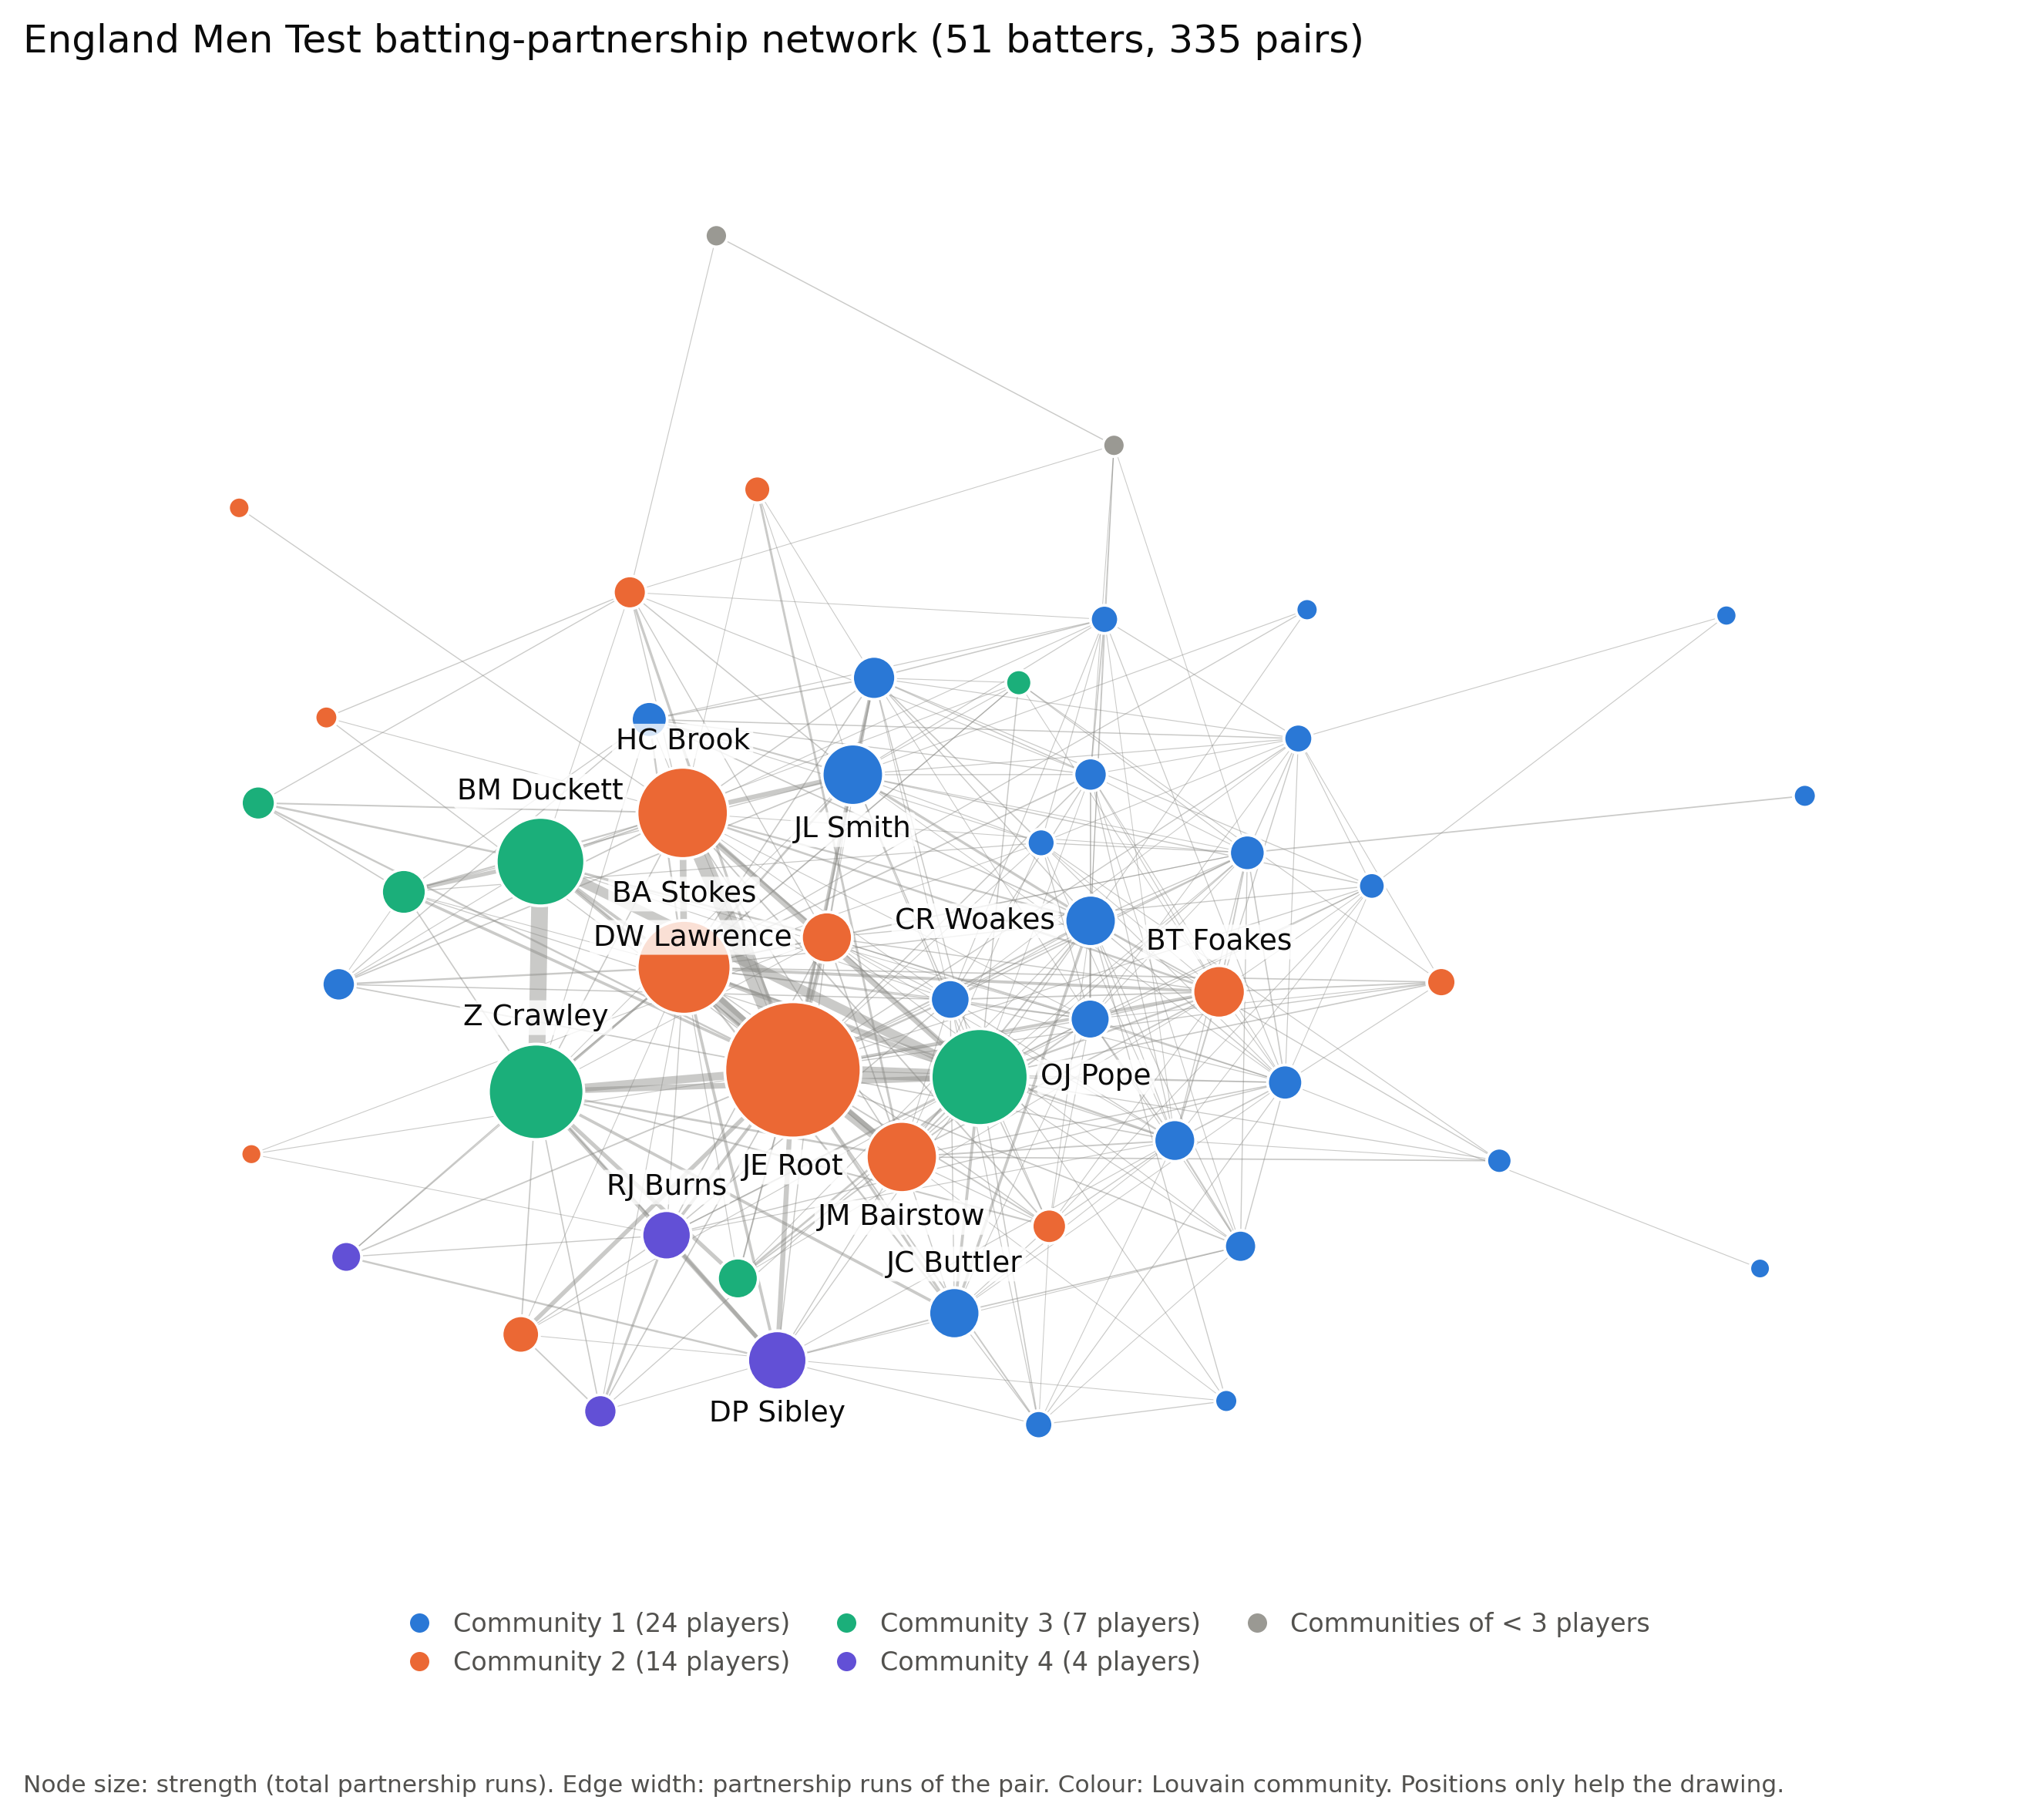 England Men Test batting-partnership network (51 batters, 335 pairs)
HC Brook
BM Duckett
JL Smith
BA Stokes
CR Woakes
DW Lawrence
BT Foakes
Z Crawley
OJ Pope
JE Root
RJ Burns
JM Bairstow
JC Buttler
DP Sibley
Community 1 (24 players)
Community 2 (14 players)
Community 3 (7 players)
Community 4 (4 players)
Communities of < 3 players
Node size: strength (total partnership runs). Edge width: partnership runs of the pair. Colour: Louvain community. Positions only help the drawing.